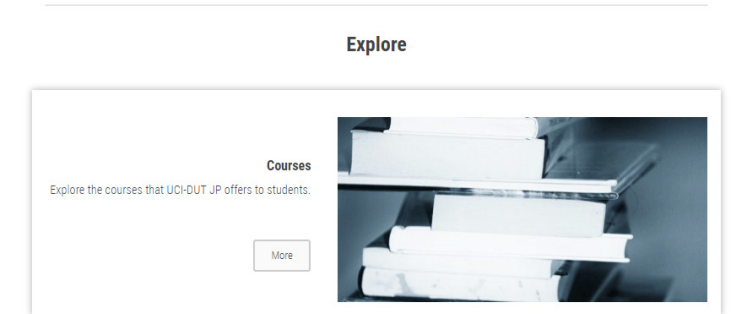 Explore
Courses
Explore the courses that UCI-DUT JP offers to students.
More